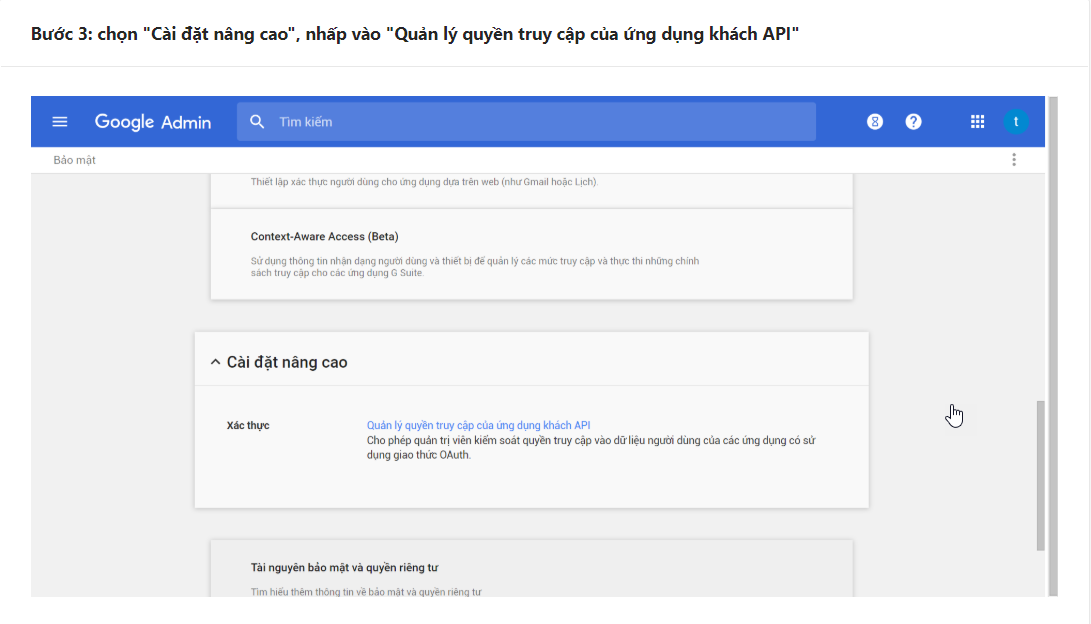 Bước 3: chọn "Cài đặt nâng cao", nhấp vào "Quản lý quyền truy cập của ứng dụng khách API"
Google Admin
Tìm kiếm
t
Bảo mật
Thiết lập xác thực người dùng cho ứng dụng dựa trên web (như Gmail hoặc Lịch).
Context-Aware Access (Beta)
Sử dụng thông tin nhận dạng người dùng và thiết bị để quản lý các mức truy cập và thực thi những chính
sách truy cập cho các ứng dụng G Suite.
Cài đặt nâng cao
Xác thực
Quản lý quyền truy cập của ứng dụng khách API
Cho phép quản trị viên kiểm soát quyền truy cập vào dữ liệu người dùng của các ứng dụng có sử
dụng giao thức OAuth.
Tài nguyên bảo mật và quyền riêng tư
Tìm hiểu thêm thông tin về bảo mật và quyền riêng tư